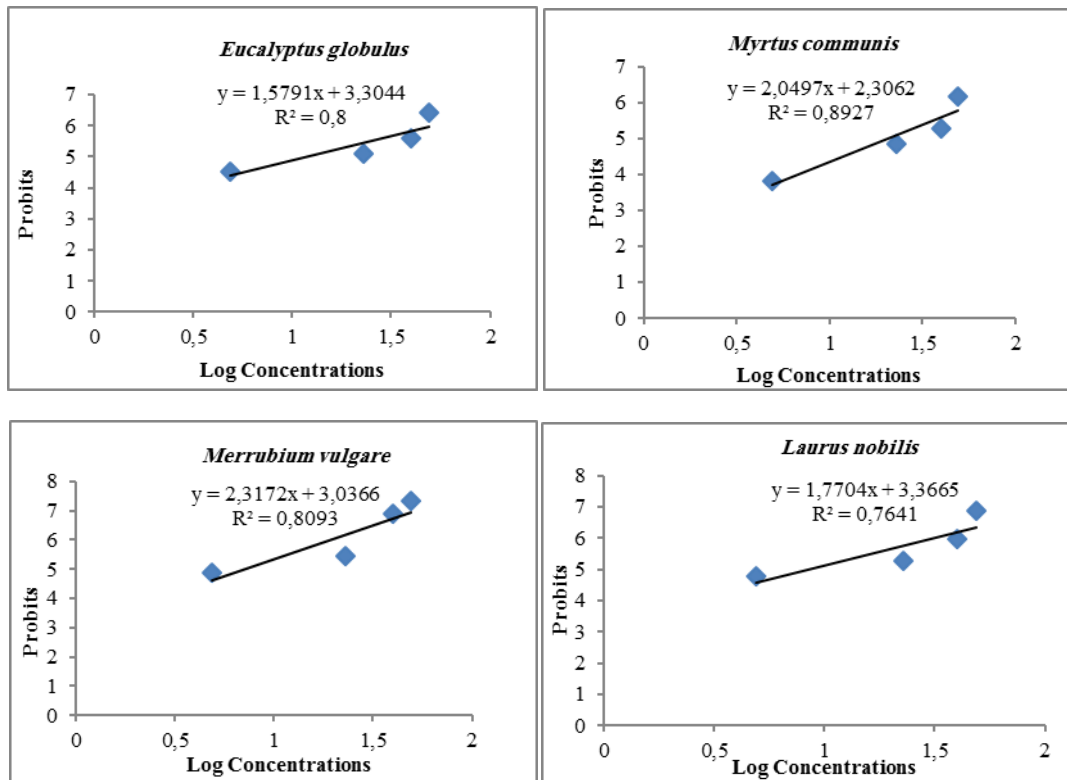 Eucalyptus globulus
y = 1,5791x + 3,3044
R² = 0,8
7
6
5
4
3
2
1
0
Probits
0
0,5
1
1,5
2
Log Concentrations
Myrtus communis
y = 2,0497x + 2,3062
R² = 0,8927
7
6
5
4
3
2
1
0
Probits
0
0,5
1
1,5
2
Log Concentrations
Merrubium vulgare
y = 2,3172x + 3,0366
R² = 0,8093
8
7
6
5
4
3
2
1
0
Probits
0
0,5
1
1,5
2
Log Concentrations
Laurus nobilis
y = 1,7704x + 3,3665
R² = 0,7641
8
7
6
5
4
3
2
1
0
Probits
0
0,5
1
1,5
2
Log Concentrations